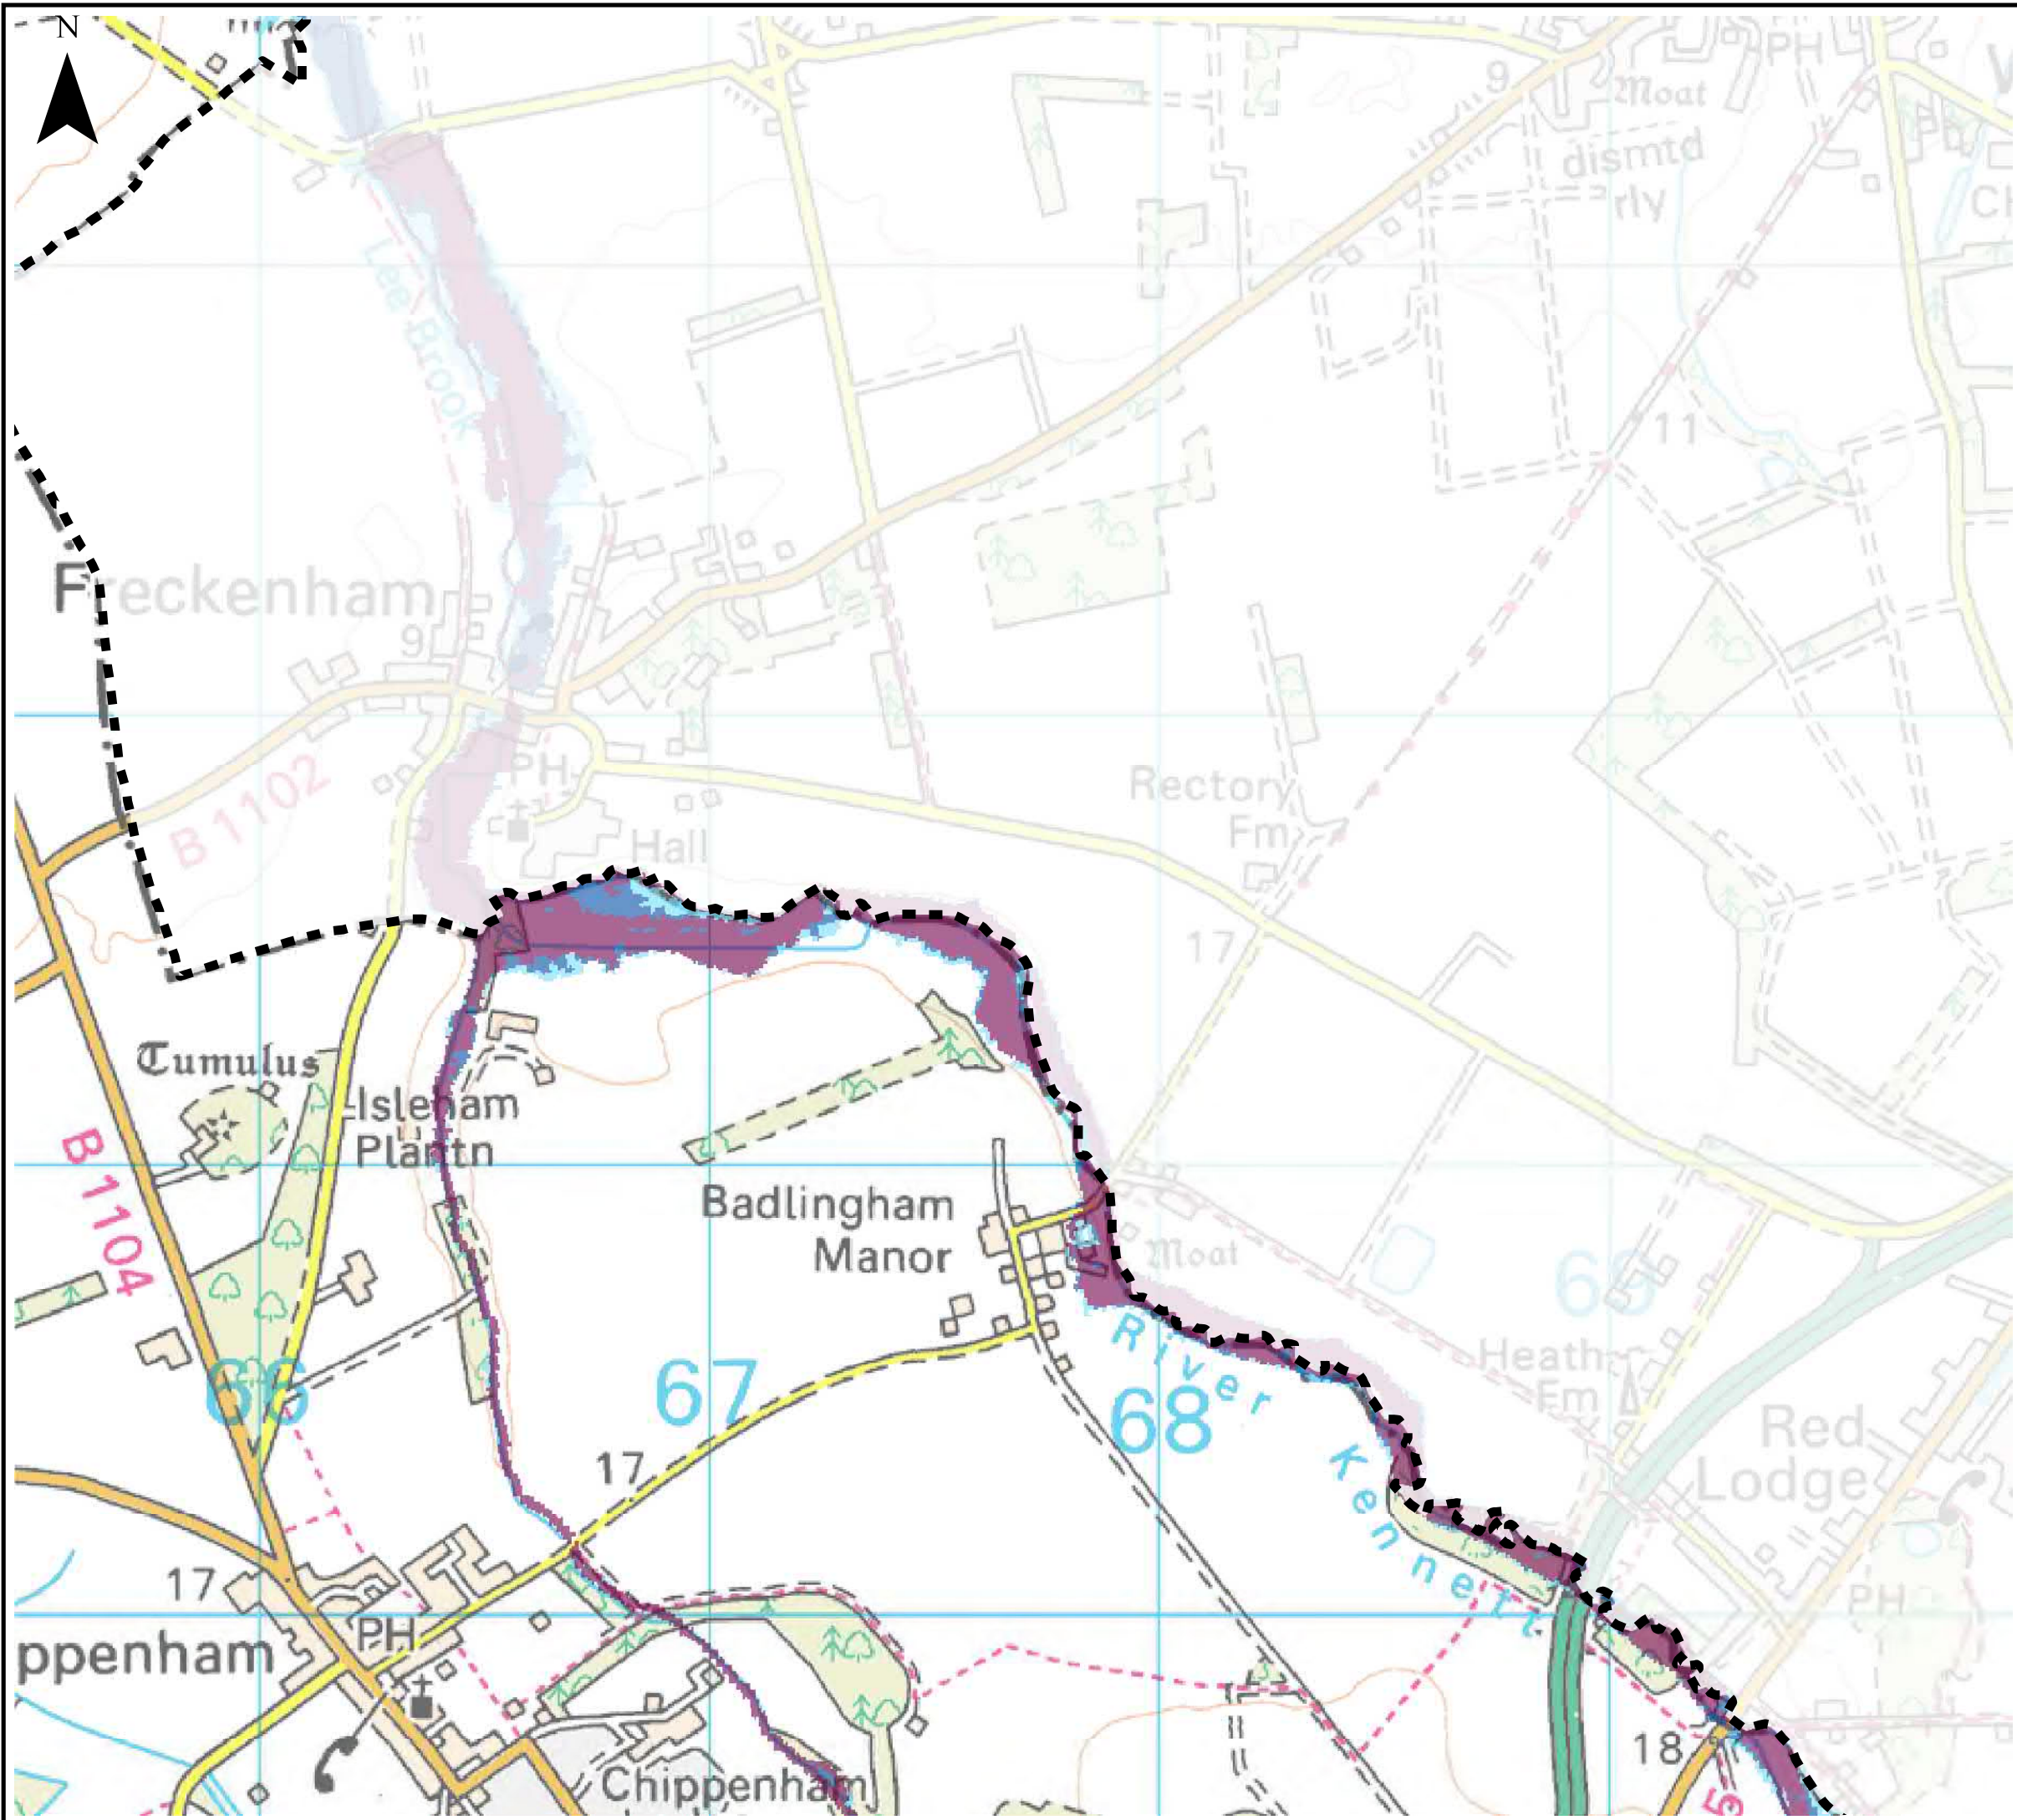 N
PH
9
Moat
dismtd
rly
Lee Brook
11
Freckenham
9
PH
B 1102
Hall
Rectory
Fm
17
Tumulus
Isleham
Plantn
B 1104
Badlingham
Manor
Moat
69
River Kennett
Heath
Fm
66
67
68
Red
Lodge
17
17
PH
PH
ppenham
18
Chippenham